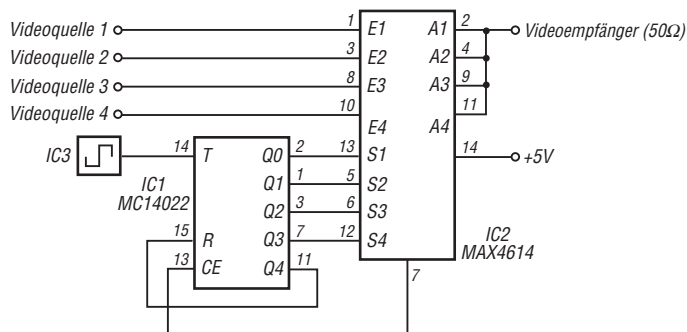 Videoquelle 1 1 E1 A1 2 Videoempfänger (50Ω)
Videoquelle 2 3 E2 A2 4
Videoquelle 3 8 E3 A3 9
Videoquelle 4 10 E4 A4 11
IC3 14 T Q0 2 13 S1 14 +5V
IC1 Q1 1 5 S2
MC14022 Q2 3 6 S3
15 R Q3 7 12 S4 IC2
13 CE Q4 11 MAX4614
7